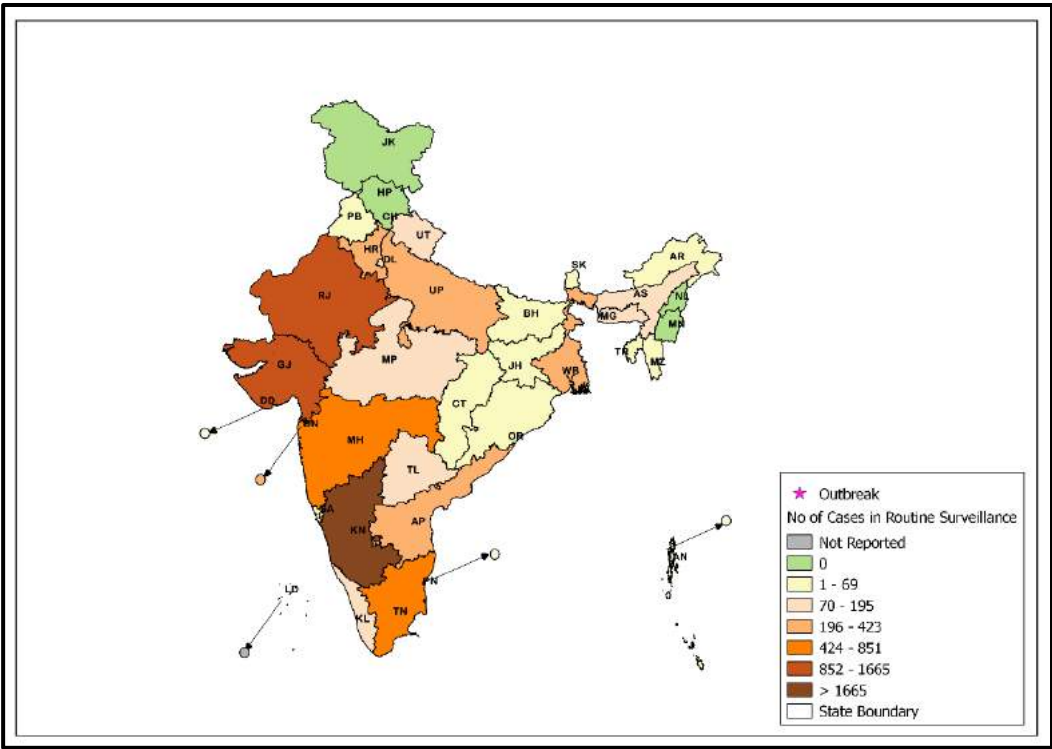 JK
HP
PB
CH
UT
HR
DL
SK
AR
RJ
UP
AS
NL
BH
MG
MN
GJ
MP
JH
WB
TR
MZ
DD
CT
DN
MH
OR
TL
GA
KN
AP
AN
PN
LD
TN
KL
Outbreak
No of Cases in Routine Surveillance
Not Reported
0
1 - 69
70 - 195
196 - 423
424 - 851
852 - 1665
> 1665
State Boundary